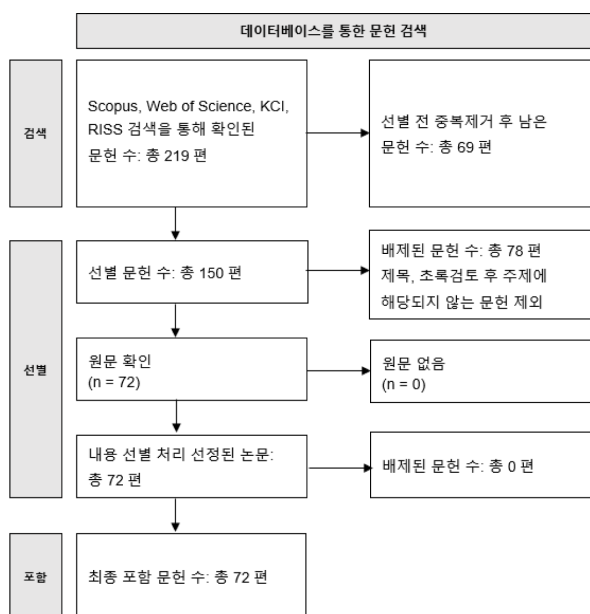 데이터베이스를 통한 문헌 검색
검색
Scopus, Web of Science, KCI,
RISS 검색을 통해 확인된
문헌 수: 총 219 편
선별 전 중복제거 후 남은
문헌 수: 총 69 편
선별
선별 문헌 수: 총 150 편
배제된 문헌 수: 총 78 편
제목, 초록검토 후 주제에
해당되지 않는 문헌 제외
원문 확인
(n = 72)
원문 없음
(n = 0)
내용 선별 처리 선정된 논문:
총 72 편
배제된 문헌 수: 총 0 편
포함
최종 포함 문헌 수: 총 72 편